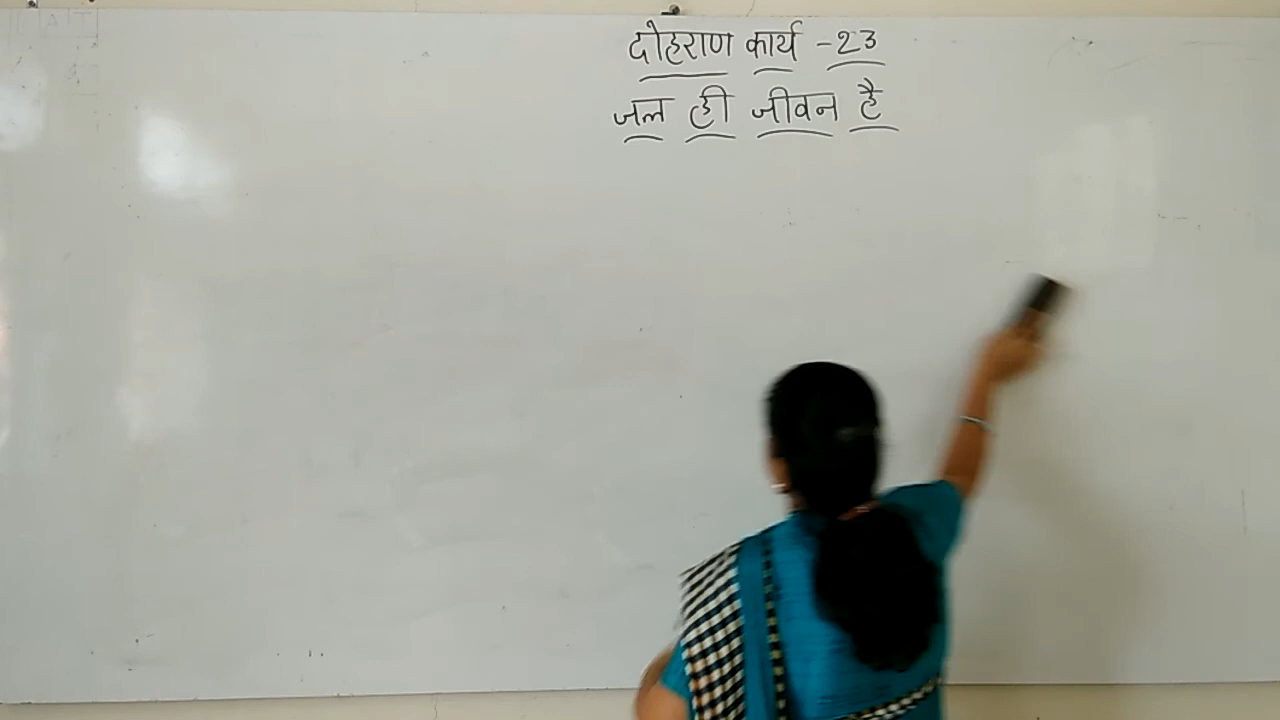 दोहराण कार्य - 23
जल ही जीवन है